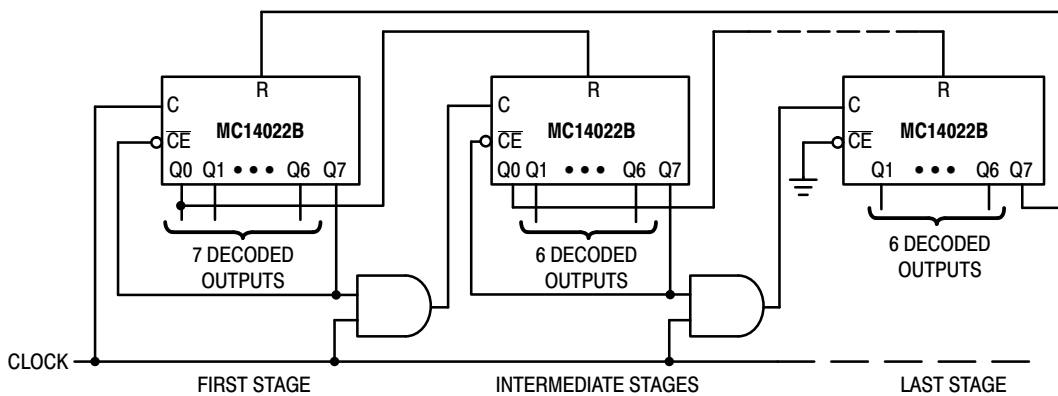 R
C
MC14022B
CE
Q0 Q1 • • • Q6 Q7
7 DECODED
OUTPUTS
R
C
MC14022B
CE
Q0 Q1 • • • Q6 Q7
6 DECODED
OUTPUTS
R
C
MC14022B
CE
Q1 • • • Q6 Q7
6 DECODED
OUTPUTS
CLOCK
FIRST STAGE
INTERMEDIATE STAGES
LAST STAGE